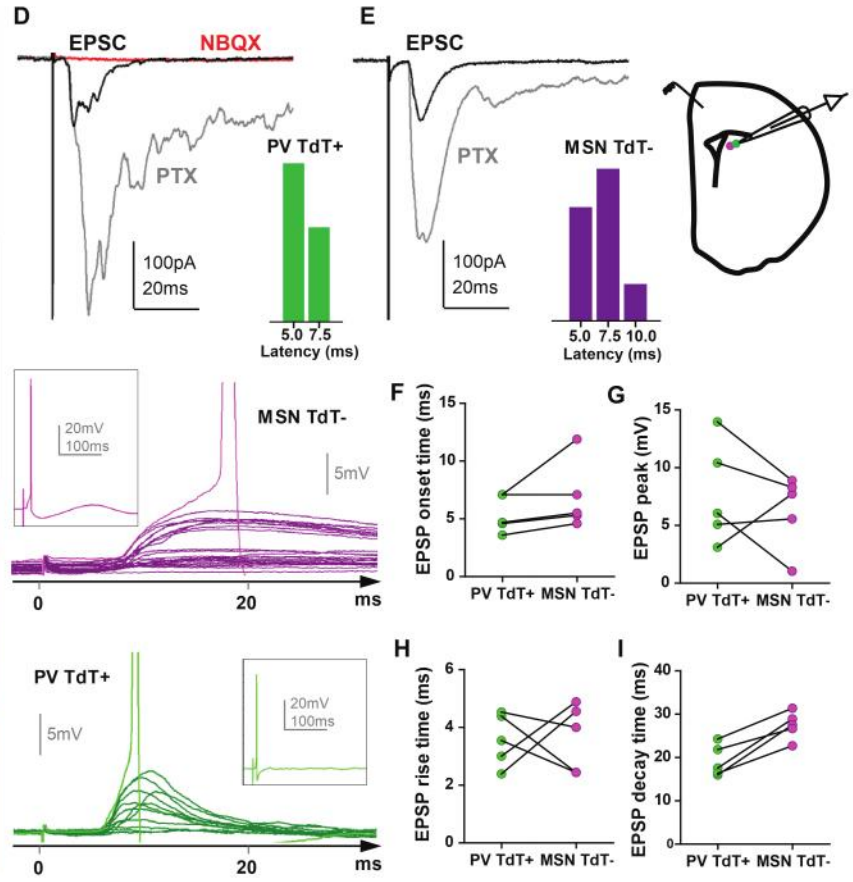 D
EPSC
NBQX
PTX
100pA
20ms
PV TdT+
5.0 7.5
Latency (ms)
E
EPSC
PTX
100pA
20ms
MSN TdT-
5.0 7.5 10.0
Latency (ms)
20mV
100ms
MSN TdT-
5mV
0 20 ms
F
EPSP onset time (ms)
15
10
5
0
PV TdT+ MSN TdT-
G
EPSP peak (mV)
15
10
5
0
PV TdT+ MSN TdT-
PV TdT+
5mV
20mV
100ms
0 20 ms
H
EPSP rise time (ms)
6
4
2
0
PV TdT+ MSN TdT-
I
EPSP decay time (ms)
40
30
20
10
0
PV TdT+ MSN TdT-